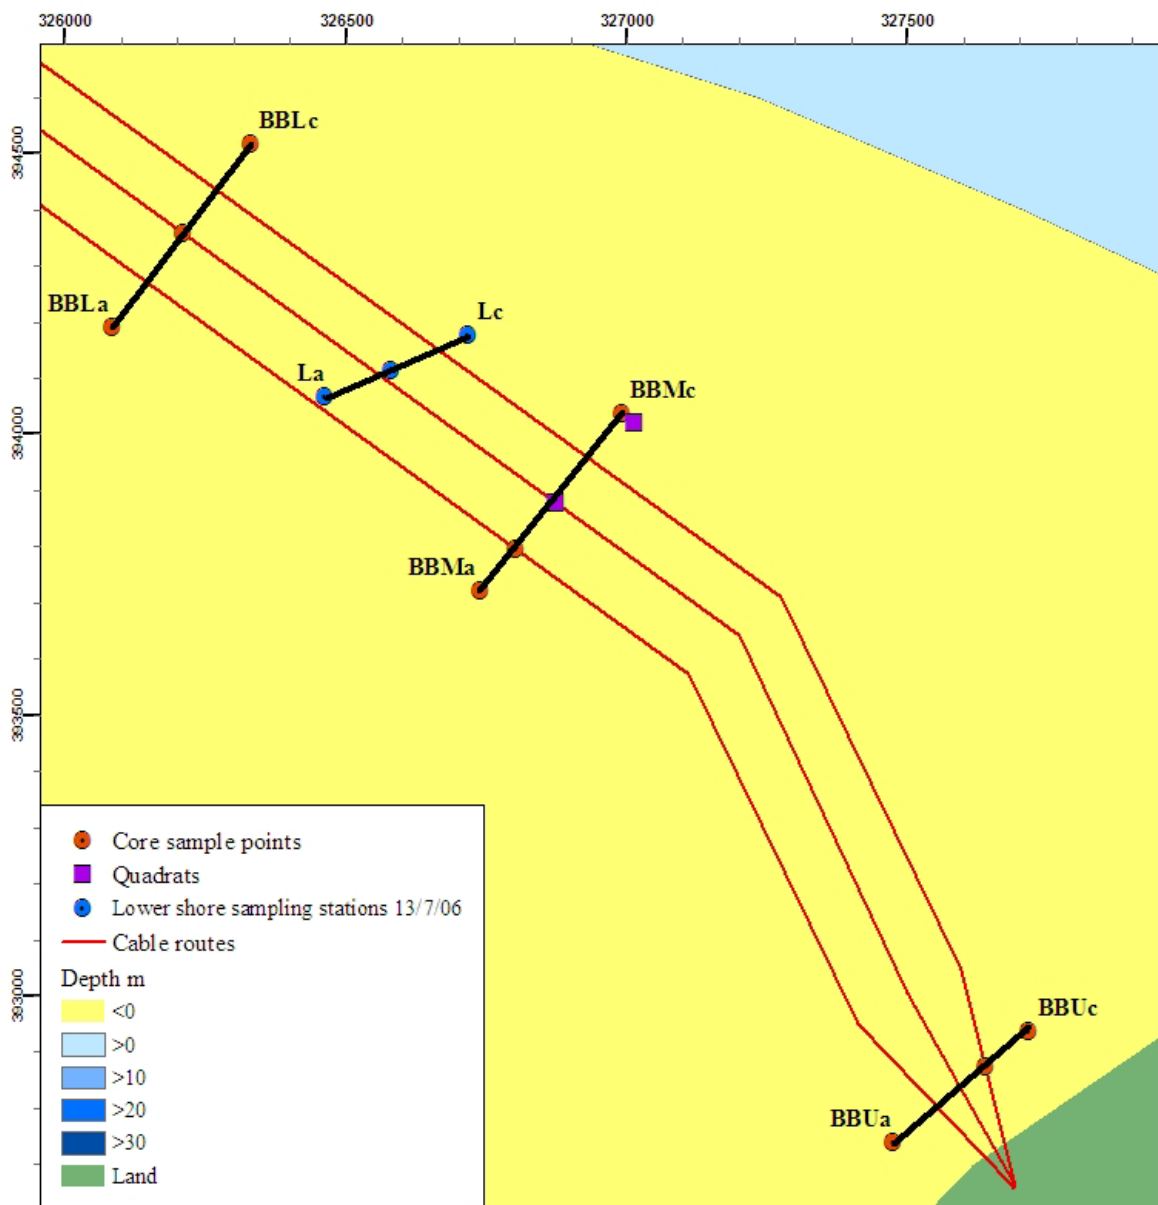 326000
326500
327000
327500
394500
394000
393500
393000
BBLc
BBLa
Lc
La
BBMc
BBMa
BBUc
BBUa
Core sample points
Quadrats
Lower shore sampling stations 13/7/06
Cable routes
Depth m
<0
>0
>10
>20
>30
Land